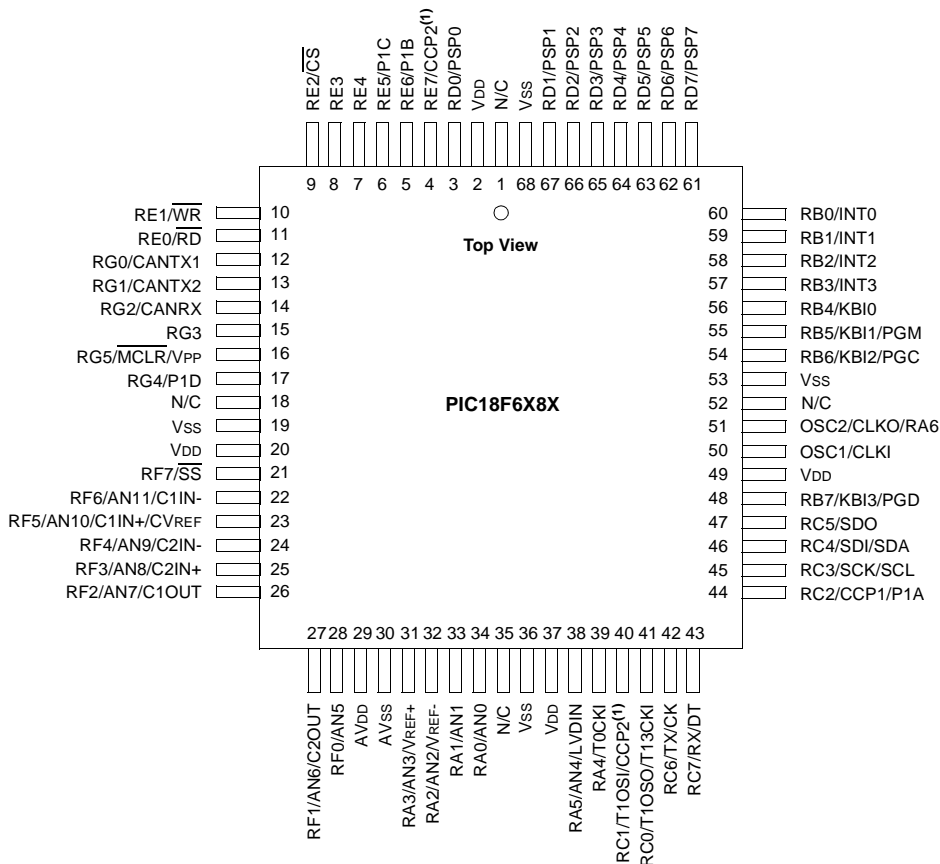 RE2/CS
RE3
RE4
RE5/P1C
RE6/P1B
RE7/CCP2(1)
RD0/PSP0
VDD
N/C
VSS
RD1/PSP1
RD2/PSP2
RD3/PSP3
RD4/PSP4
RD5/PSP5
RD6/PSP6
RD7/PSP7
9 8 7 6 5 4 3 2 1 68 67 66 65 64 63 62 61
Top View
PIC18F6X8X
RE1/WR 10
RE0/RD 11
RG0/CANTX1 12
RG1/CANTX2 13
RG2/CANRX 14
RG3 15
RG5/MCLR/VPP 16
RG4/P1D 17
N/C 18
VSS 19
VDD 20
RF7/SS 21
RF6/AN11/C1IN- 22
RF5/AN10/C1IN+/CVREF 23
RF4/AN9/C2IN- 24
RF3/AN8/C2IN+ 25
RF2/AN7/C1OUT 26
60 RB0/INT0
59 RB1/INT1
58 RB2/INT2
57 RB3/INT3
56 RB4/KBI0
55 RB5/KBI1/PGM
54 RB6/KBI2/PGC
53 VSS
52 N/C
51 OSC2/CLKO/RA6
50 OSC1/CLKI
49 VDD
48 RB7/KBI3/PGD
47 RC5/SDO
46 RC4/SDI/SDA
45 RC3/SCK/SCL
44 RC2/CCP1/P1A
27 28 29 30 31 32 33 34 35 36 37 38 39 40 41 42 43
RF1/AN6/C2OUT
RF0/AN5
AVDD
AVSS
RA3/AN3/VREF+
RA2/AN2/VREF-
RA1/AN1
RA0/AN0
N/C
VSS
VDD
RA5/AN4/LVDIN
RA4/T0CKI
RC1/T1OSI/CCP2(1)
RC0/T1OSO/T13CKI
RC6/TX/CK
RC7/RX/DT